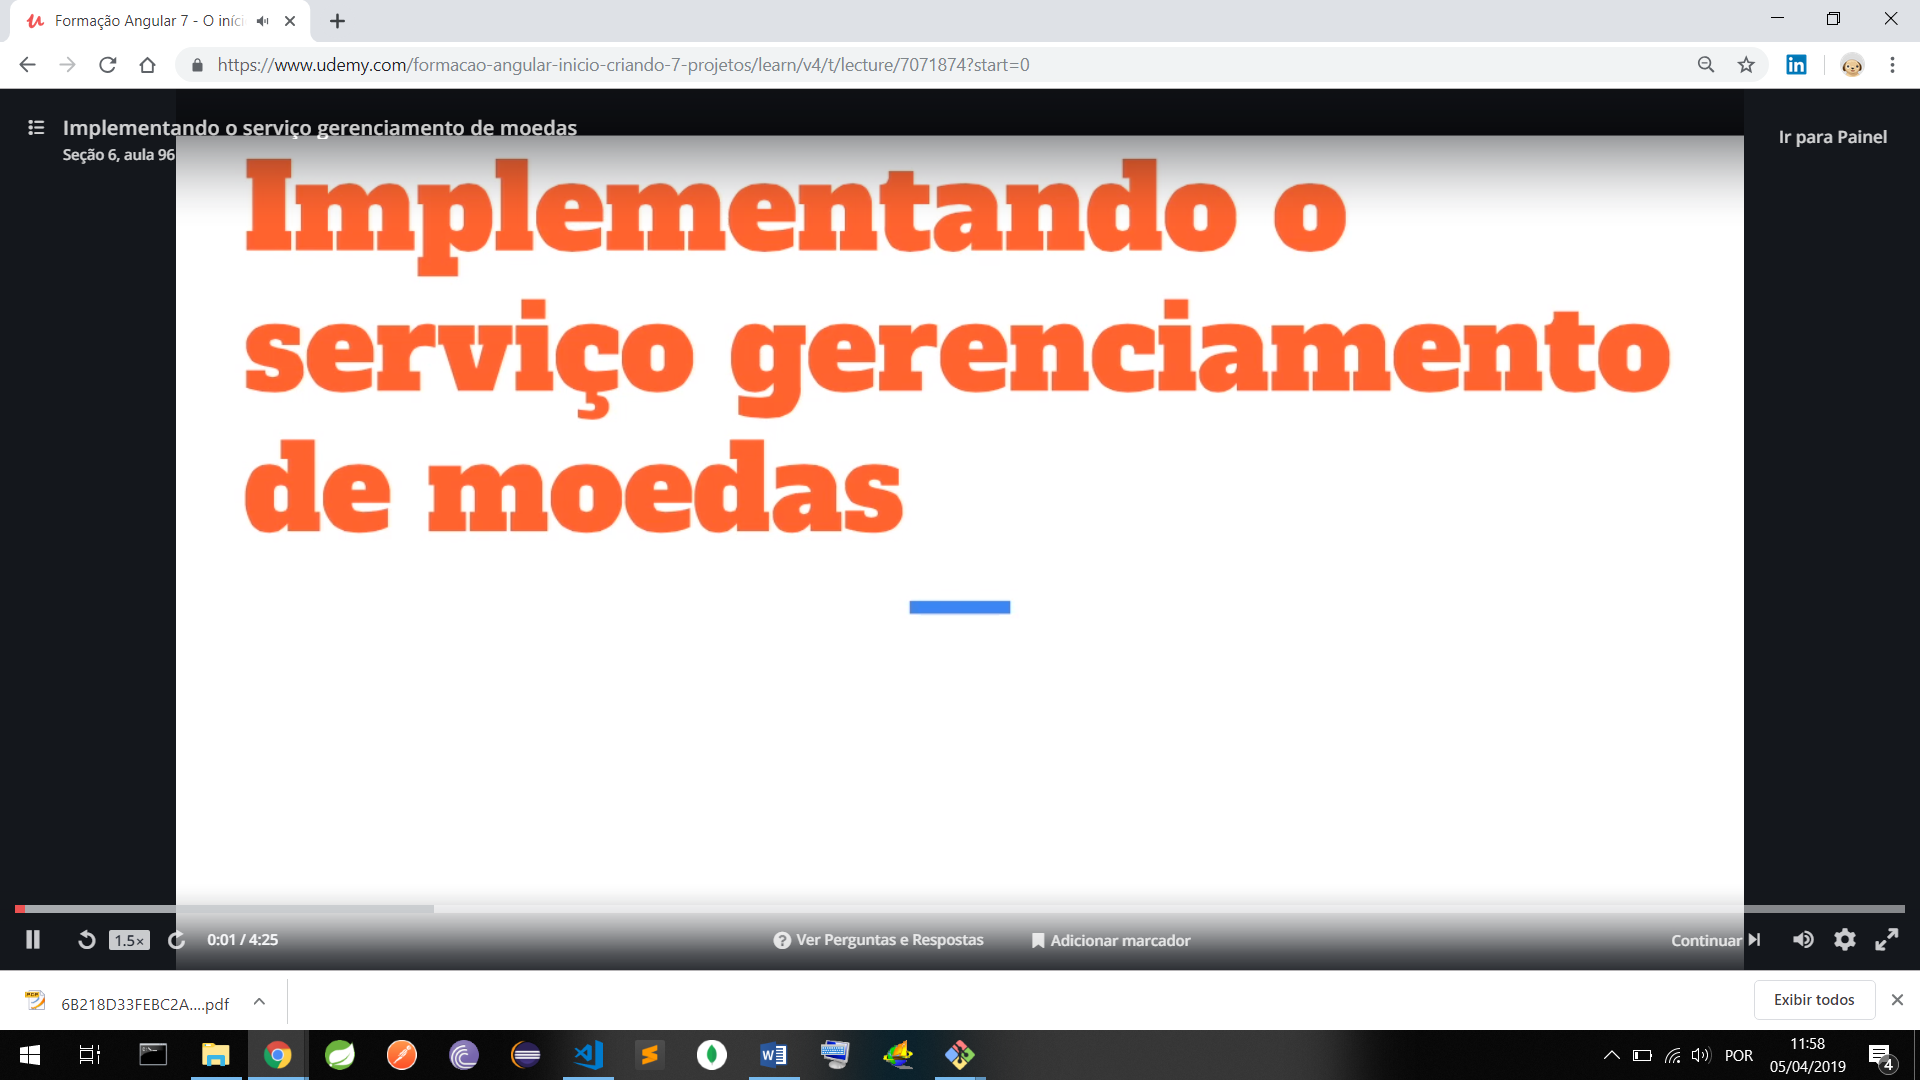 Formação Angular 7 - O iníci
https://www.udemy.com/formacao-angular-inicio-criando-7-projetos/learn/v4/t/lecture/7071874?start=0
Implementando o serviço gerenciamento de moedas
Seção 6, aula 96
Ir para Painel
Implementando o
serviço gerenciamento
de moedas
1.5×
0:01 / 4:25
Ver Perguntas e Respostas
Adicionar marcador
Continuar
6B218D33FEBC2A....pdf
Exibir todos
POR
11:58
05/04/2019
4